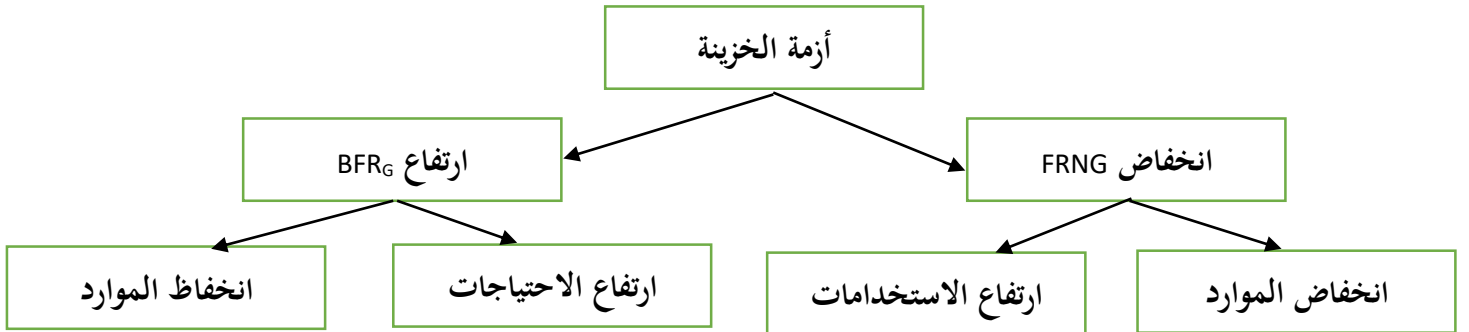 أزمة الخزينة
انخفاض FRNG
ارتفاع BFRG
انخفاض الموارد
ارتفاع الاستخدامات
ارتفاع الاحتياجات
انخفاظ الموارد